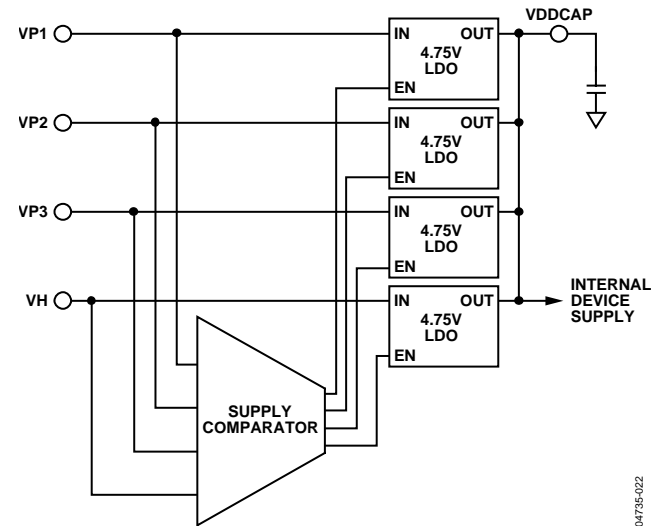 VDDCAP
VP1
IN OUT
4.75V
LDO
EN
VP2
IN OUT
4.75V
LDO
EN
VP3
IN OUT
4.75V
LDO
EN
VH
IN OUT
4.75V
LDO
EN
INTERNAL
DEVICE
SUPPLY
SUPPLY
COMPARATOR
04735-022